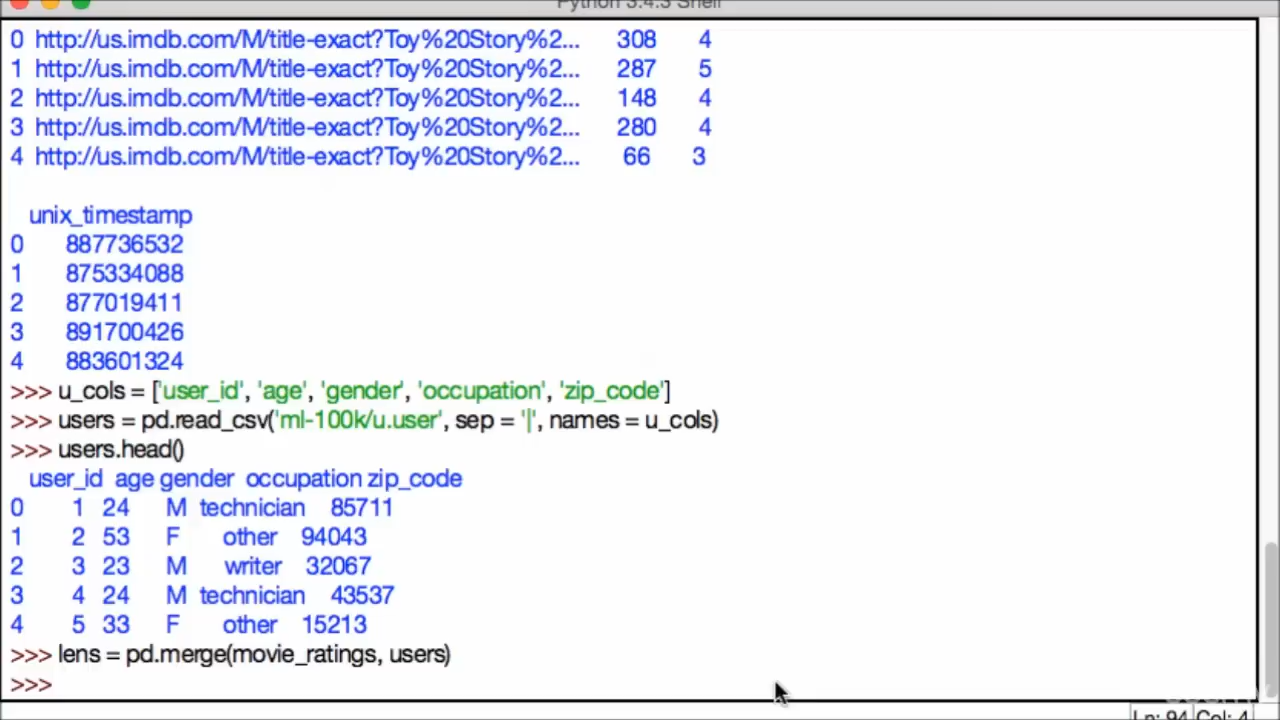 Python 3.4.3 Shell
0 http://us.imdb.com/M/title-exact?Toy%20Story%2... 308 4
1 http://us.imdb.com/M/title-exact?Toy%20Story%2... 287 5
2 http://us.imdb.com/M/title-exact?Toy%20Story%2... 148 4
3 http://us.imdb.com/M/title-exact?Toy%20Story%2... 280 4
4 http://us.imdb.com/M/title-exact?Toy%20Story%2... 66 3
unix_timestamp
0 887736532
1 875334088
2 877019411
3 891700426
4 883601324
>>> u_cols = ['user_id', 'age', 'gender', 'occupation', 'zip_code']
>>> users = pd.read_csv('ml-100k/u.user', sep = '|', names = u_cols)
>>> users.head()
user_id age gender occupation zip_code
0 1 24 M technician 85711
1 2 53 F other 94043
2 3 23 M writer 32067
3 4 24 M technician 43537
4 5 33 F other 15213
>>> lens = pd.merge(movie_ratings, users)
>>>
Ln: 94 Col: 4